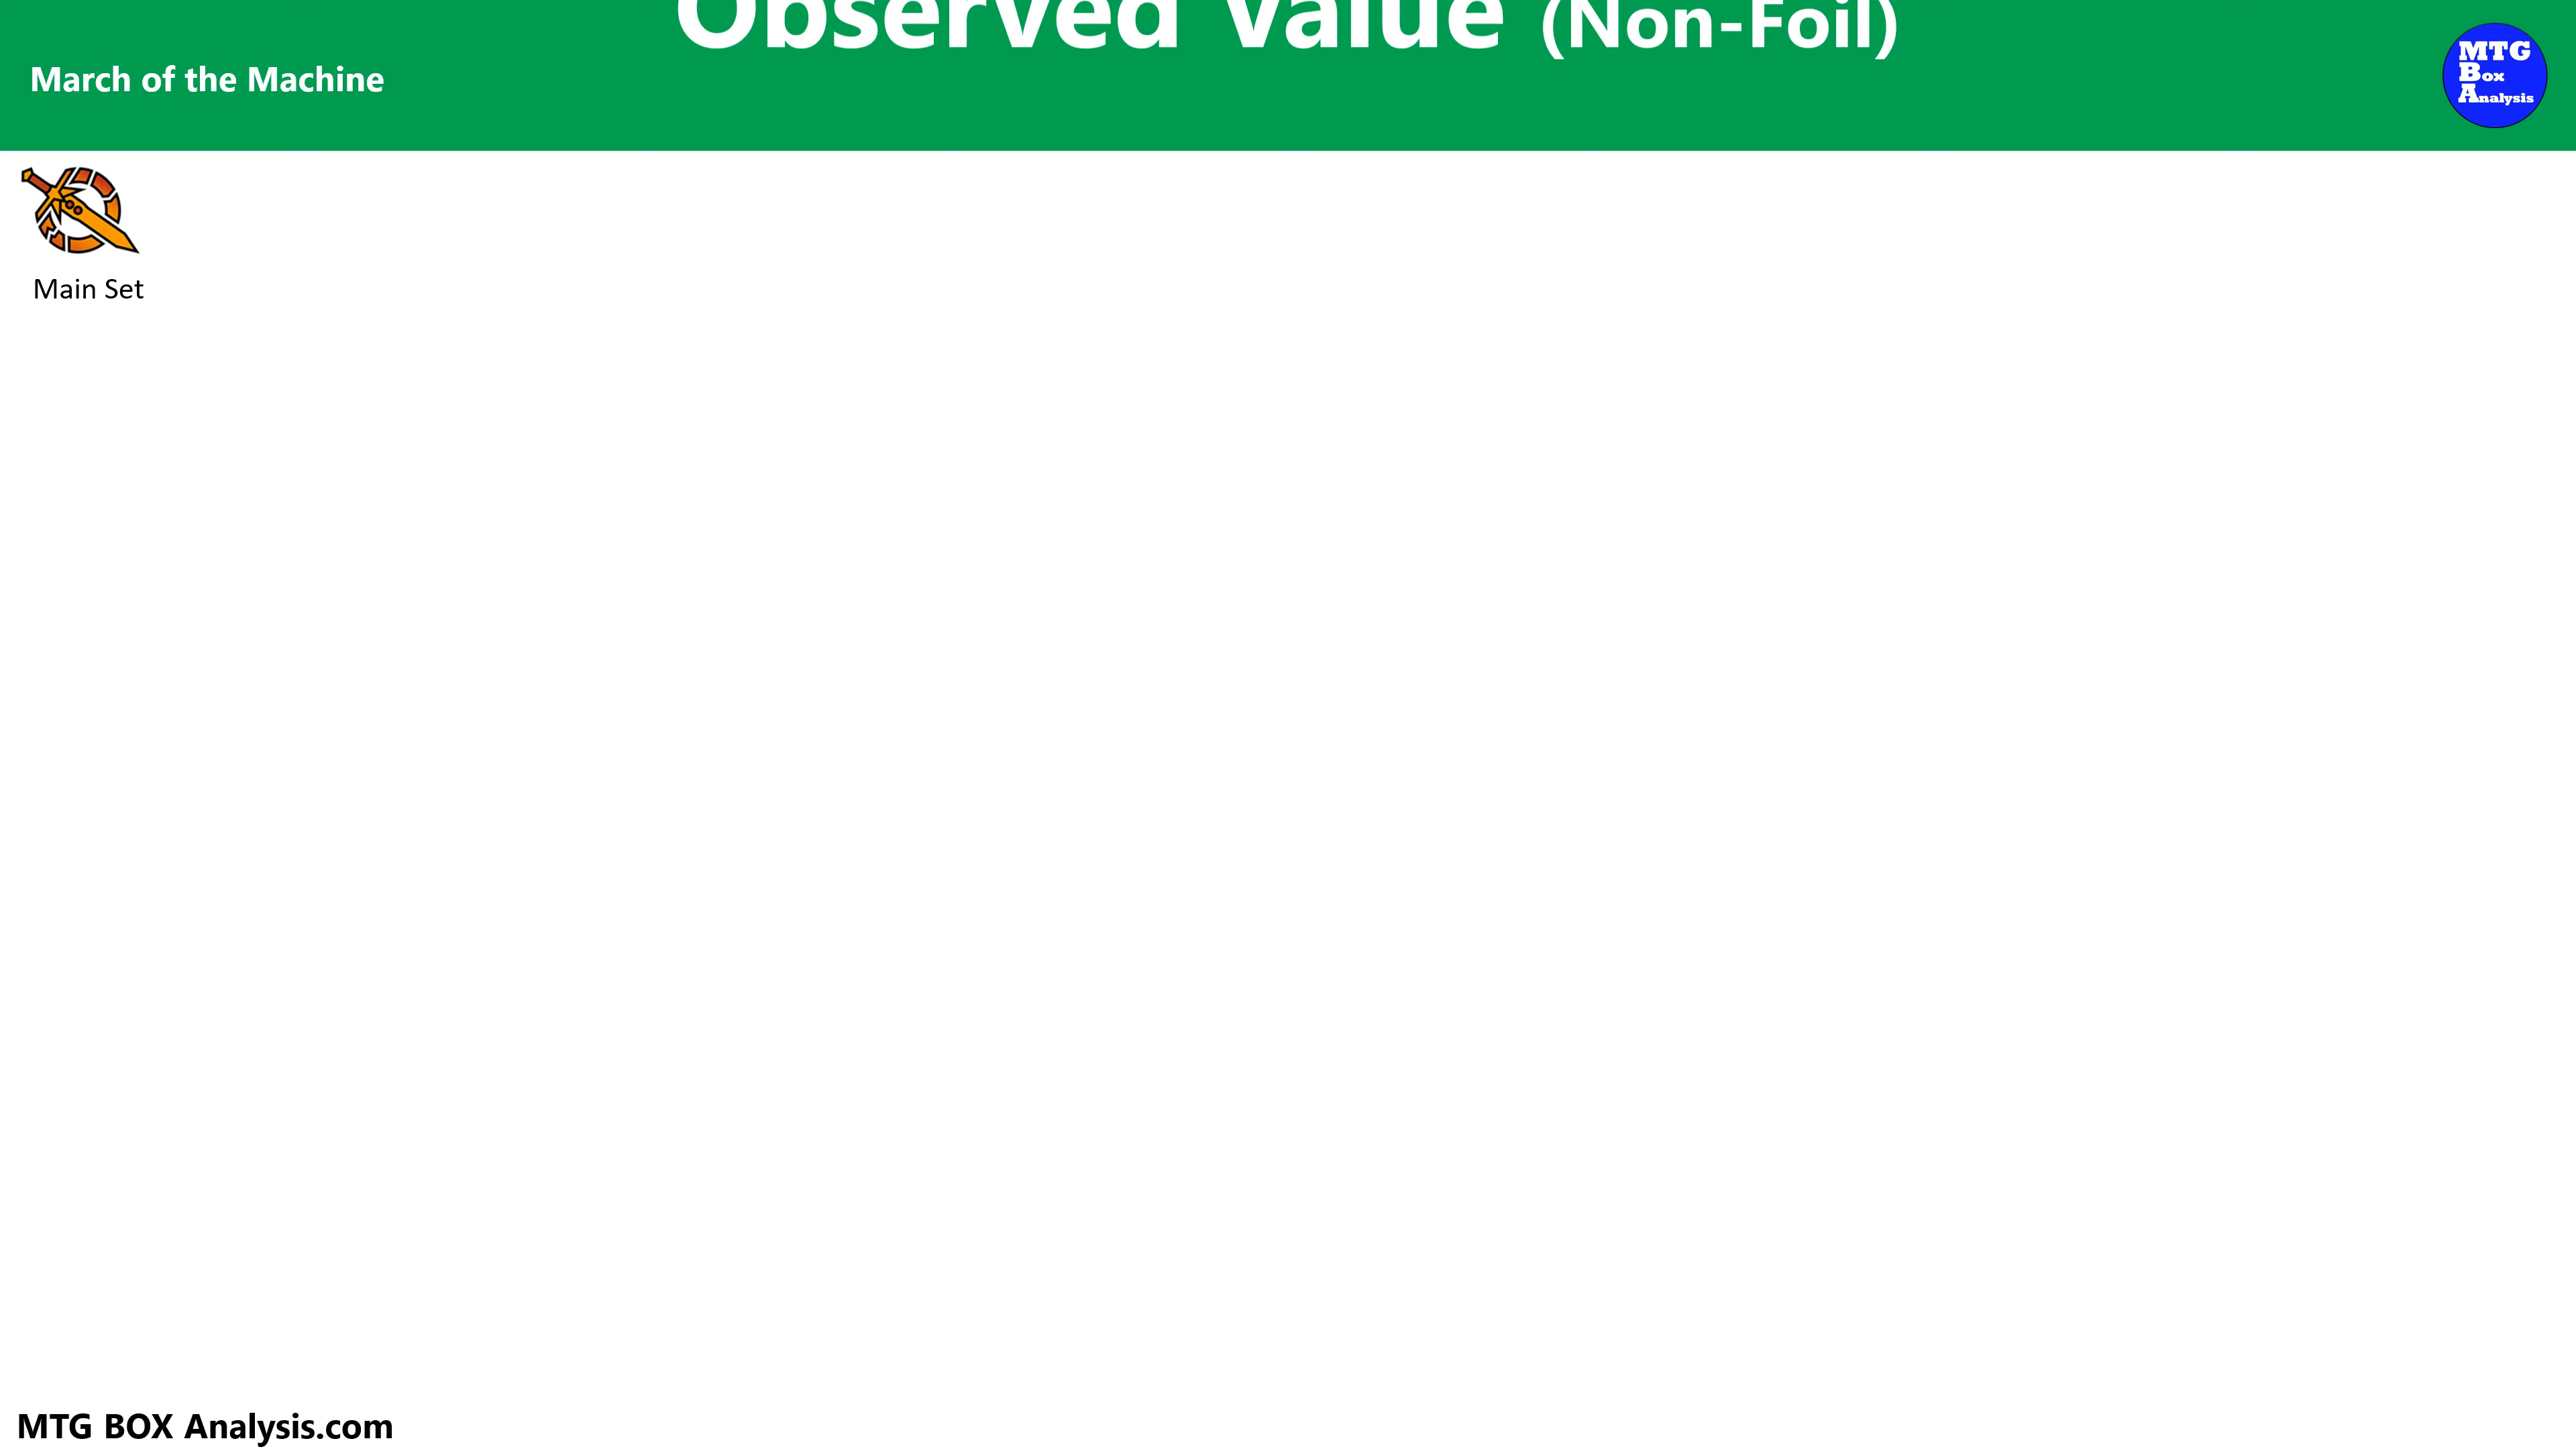 Observed Value (Non-Foil)
March of the Machine
MTG
Box
Analysis
Main Set
MTG BOX Analysis.com